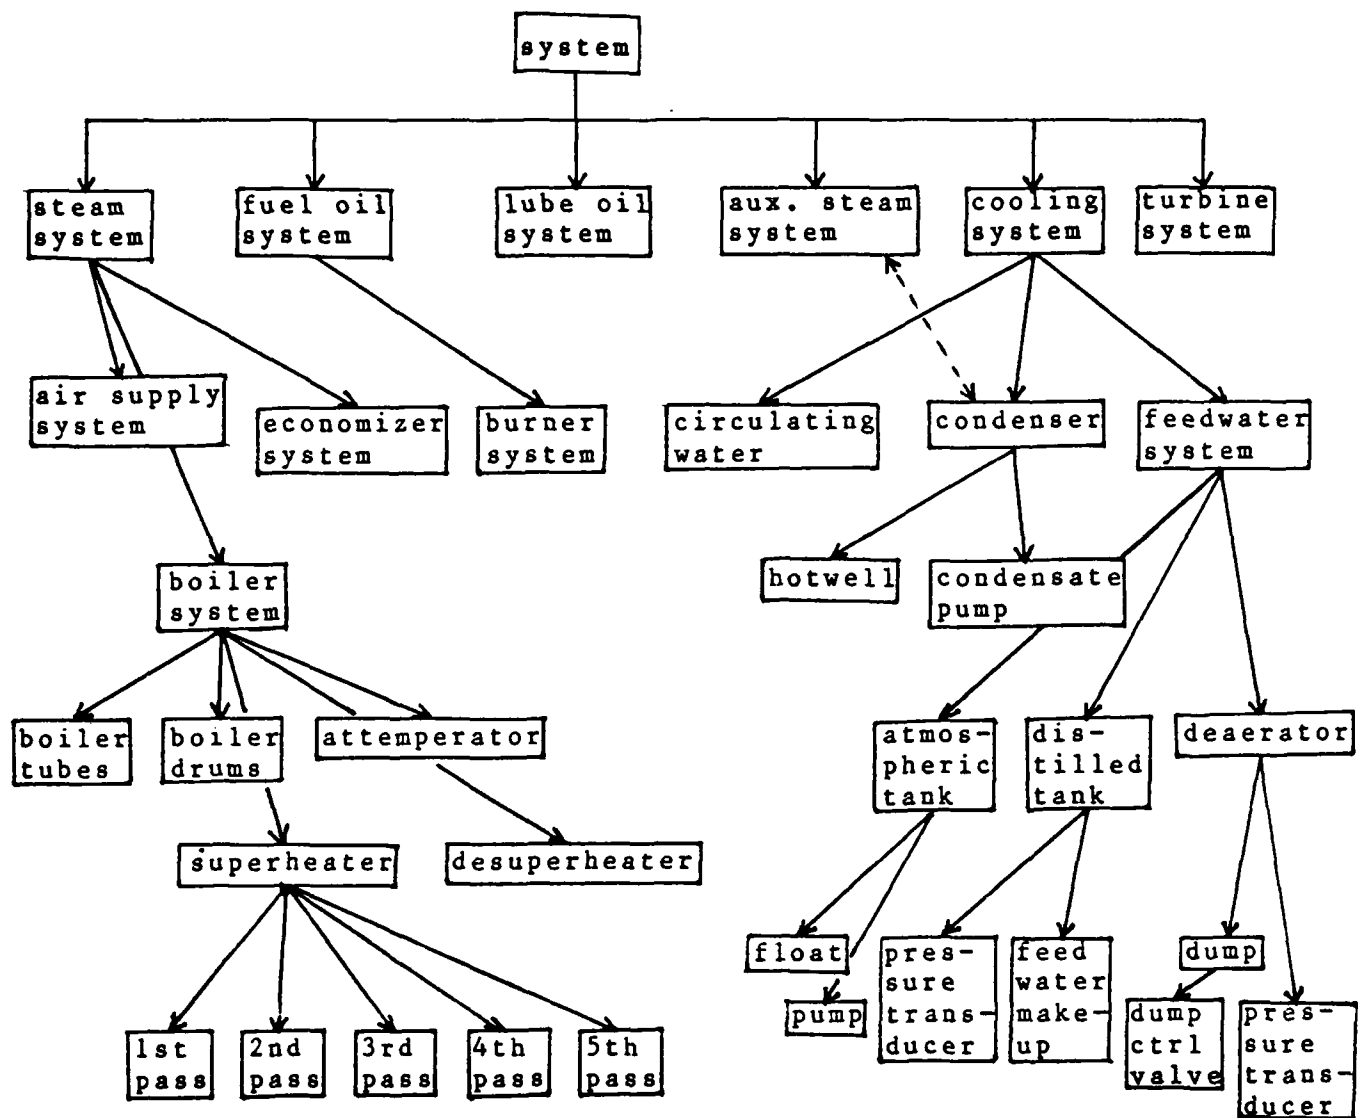 system
steam
system
fuel oil
system
lube oil
system
aux. steam
system
cooling
system
turbine
system
air supply
system
economizer
system
burner
system
circulating
water
condenser
feedwater
system
boiler
system
hotwell
condensate
pump
boiler
tubes
boiler
drums
attemperator
atmos-
pheric
tank
dis-
tilled
tank
deaerator
superheater
desuperheater
float
pump
pres-
sure
trans-
ducer
feed
water
make-
up
dump
dump
ctrl
valve
pres-
sure
trans-
ducer
1st
pass
2nd
pass
3rd
pass
4th
pass
5th
pass